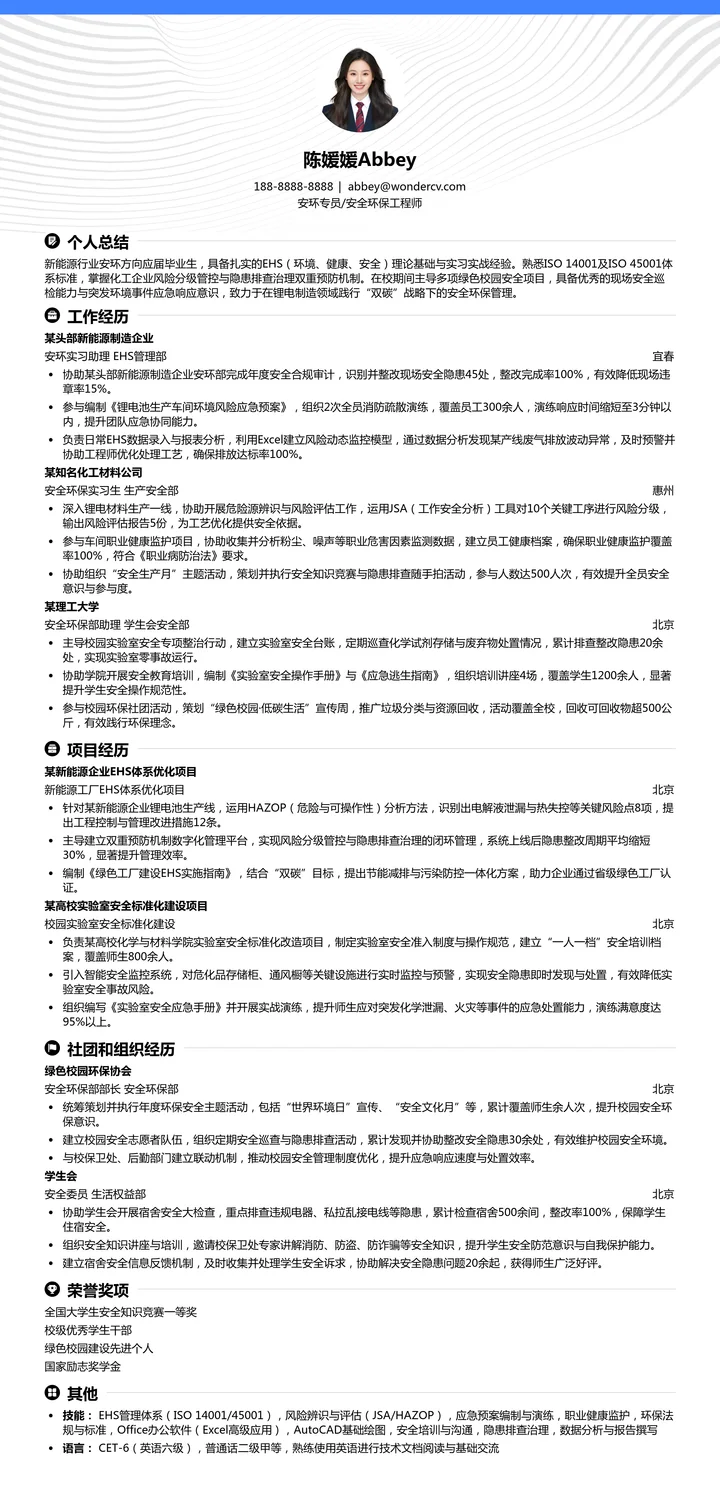 陈媛媛Abbey
188-8888-8888 | abbey@wondercv.com
安环专员/安全环保工程师
个人总结
新能源行业安环方向应届毕业生，具备扎实的EHS（环境、健康、安全）理论基础与实习实战经验。熟悉ISO 14001及ISO 45001体
系标准，掌握化工企业风险分级管控与隐患排查治理双重预防机制。在校期间主导多项绿色校园安全项目，具备优秀的现场安全巡
检能力与突发环境事件应急响应意识，致力于在锂电制造领域践行“双碳”战略下的安全环保管理。
工作经历
某头部新能源制造企业
安环实习助理 EHS管理部 宜春
• 协助某头部新能源制造企业安环部完成年度安全合规审计，识别并整改现场安全隐患45处，整改完成率100%，有效降低现场违
章率15%。
• 参与编制《锂电池生产车间环境风险应急预案》，组织2次全员消防疏散演练，覆盖员工300余人，演练响应时间缩短至3分钟以
内，提升团队应急协同能力。
• 负责日常EHS数据录入与报表分析，利用Excel建立风险动态监控模型，通过数据分析发现某产线废气排放波动异常，及时预警并
协助工程师优化处理工艺，确保排放达标率100%。
某知名化工材料公司
安全环保实习生 生产安全部 惠州
• 深入锂电材料生产一线，协助开展危险源辨识与风险评估工作，运用JSA（工作安全分析）工具对10个关键工序进行风险分级，
输出风险评估报告5份，为工艺优化提供安全依据。
• 参与车间职业健康监护项目，协助收集并分析粉尘、噪声等职业危害因素监测数据，建立员工健康档案，确保职业健康监护覆盖
率100%，符合《职业病防治法》要求。
• 协助组织“安全生产月”主题活动，策划并执行安全知识竞赛与隐患排查随手拍活动，参与人数达500人次，有效提升全员安全
意识与参与度。
某理工大学
安全环保部助理 学生会安全部 北京
• 主导校园实验室安全专项整治行动，建立实验室安全台账，定期巡查化学试剂存储与废弃物处置情况，累计排查整改隐患20余
处，实现实验室零事故运行。
• 协助学院开展安全教育培训，编制《实验室安全操作手册》与《应急逃生指南》，组织培训讲座4场，覆盖学生1200余人，显著
提升学生安全操作规范性。
• 参与校园环保社团活动，策划“绿色校园·低碳生活”宣传周，推广垃圾分类与资源回收，活动覆盖全校，回收可回收物超500公
斤，有效践行环保理念。
项目经历
某新能源企业EHS体系优化项目
新能源工厂EHS体系优化项目 北京
• 针对某新能源企业锂电池生产线，运用HAZOP（危险与可操作性）分析方法，识别出电解液泄漏与热失控等关键风险点8项，提
出工程控制与管理改进措施12条。
• 主导建立双重预防机制数字化管理平台，实现风险分级管控与隐患排查治理的闭环管理，系统上线后隐患整改周期平均缩短
30%，显著提升管理效率。
• 编制《绿色工厂建设EHS实施指南》，结合“双碳”目标，提出节能减排与污染防控一体化方案，助力企业通过省级绿色工厂认
证。
某高校实验室安全标准化建设项目
校园实验室安全标准化建设 北京
• 负责某高校化学与材料学院实验室安全标准化改造项目，制定实验室安全准入制度与操作规范，建立“一人一档”安全培训档
案，覆盖师生800余人。
• 引入智能安全监控系统，对危化品存储柜、通风橱等关键设施进行实时监控与预警，实现安全隐患即时发现与处置，有效降低实
验室安全事故风险。
• 组织编写《实验室安全应急手册》并开展实战演练，提升师生应对突发化学泄漏、火灾等事件的应急处置能力，演练满意度达
95%以上。
社团和组织经历
绿色校园环保协会
安全环保部部长 安全环保部 北京
• 统筹策划并执行年度环保安全主题活动，包括“世界环境日”宣传、“安全文化月”等，累计覆盖师生余人次，提升校园安全环
保意识。
• 建立校园安全志愿者队伍，组织定期安全巡查与隐患排查活动，累计发现并协助整改安全隐患30余处，有效维护校园安全环境。
• 与校保卫处、后勤部门建立联动机制，推动校园安全管理制度优化，提升应急响应速度与处置效率。
学生会
安全委员 生活权益部 北京
• 协助学生会开展宿舍安全大检查，重点排查违规电器、私拉乱接电线等隐患，累计检查宿舍500余间，整改率100%，保障学生
住宿安全。
• 组织安全知识讲座与培训，邀请校保卫处专家讲解消防、防盗、防诈骗等安全知识，提升学生安全防范意识与自我保护能力。
• 建立宿舍安全信息反馈机制，及时收集并处理学生安全诉求，协助解决安全隐患问题20余起，获得师生广泛好评。
荣誉奖项
全国大学生安全知识竞赛一等奖
校级优秀学生干部
绿色校园建设先进个人
国家励志奖学金
其他
• 技能： EHS管理体系（ISO 14001/45001），风险辨识与评估（JSA/HAZOP），应急预案编制与演练，职业健康监护，环保法
规与标准，Office办公软件（Excel高级应用），AutoCAD基础绘图，安全培训与沟通，隐患排查治理，数据分析与报告撰写
• 语言： CET-6（英语六级），普通话二级甲等，熟练使用英语进行技术文档阅读与基础交流